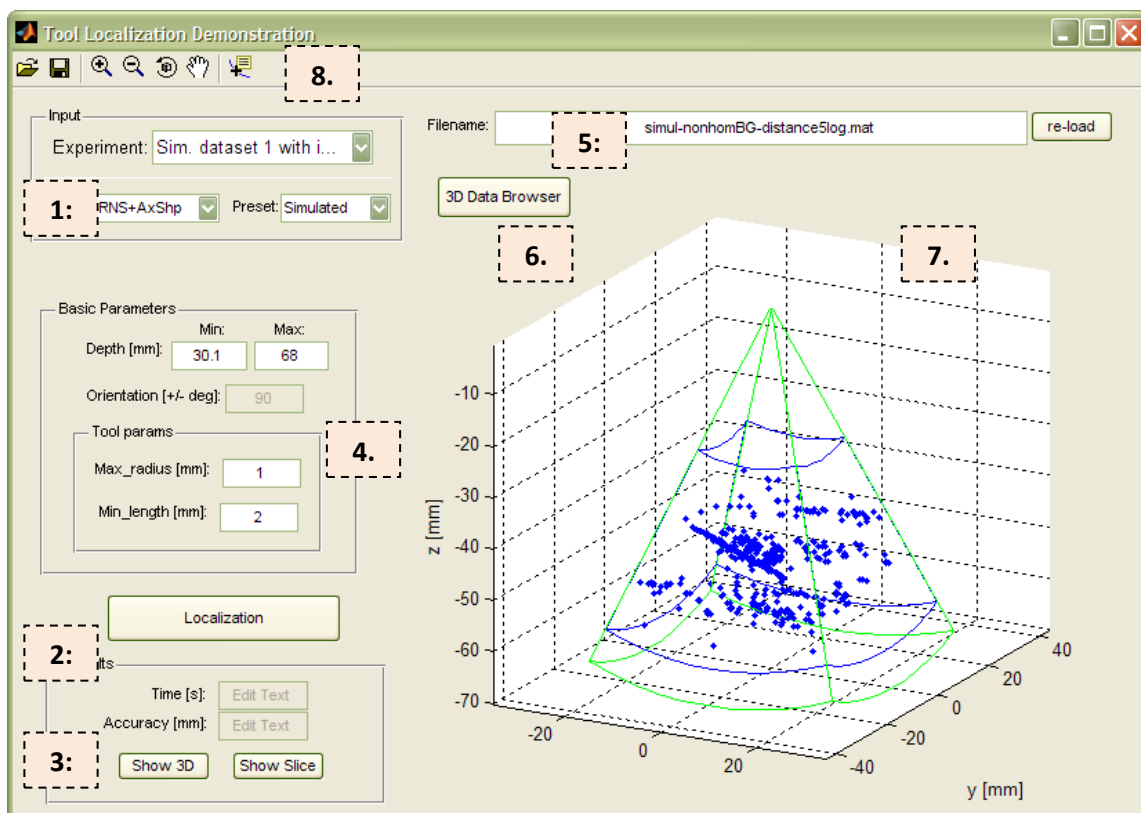 Tool Localization Demonstration
8.
Input
Experiment: Sim. dataset 1 with i...
1: RNS+AxShp Preset: Simulated
Filename: simul-nonhomBG-distance5log.mat re-load
5:
3D Data Browser
6.
7.
Basic Parameters
Min: Max:
Depth [mm]: 30.1 68
Orientation [+/- deg]: 90
Tool params
4.
Max_radius [mm]: 1
Min_length [mm]: 2
Localization
2: lts
Time [s]: Edit Text
Accuracy [mm]: Edit Text
3: Show 3D Show Slice
z [mm]
-10
-20
-30
-40
-50
-60
-70
-20
0
20
-40
-20
0
20
40
y [mm]